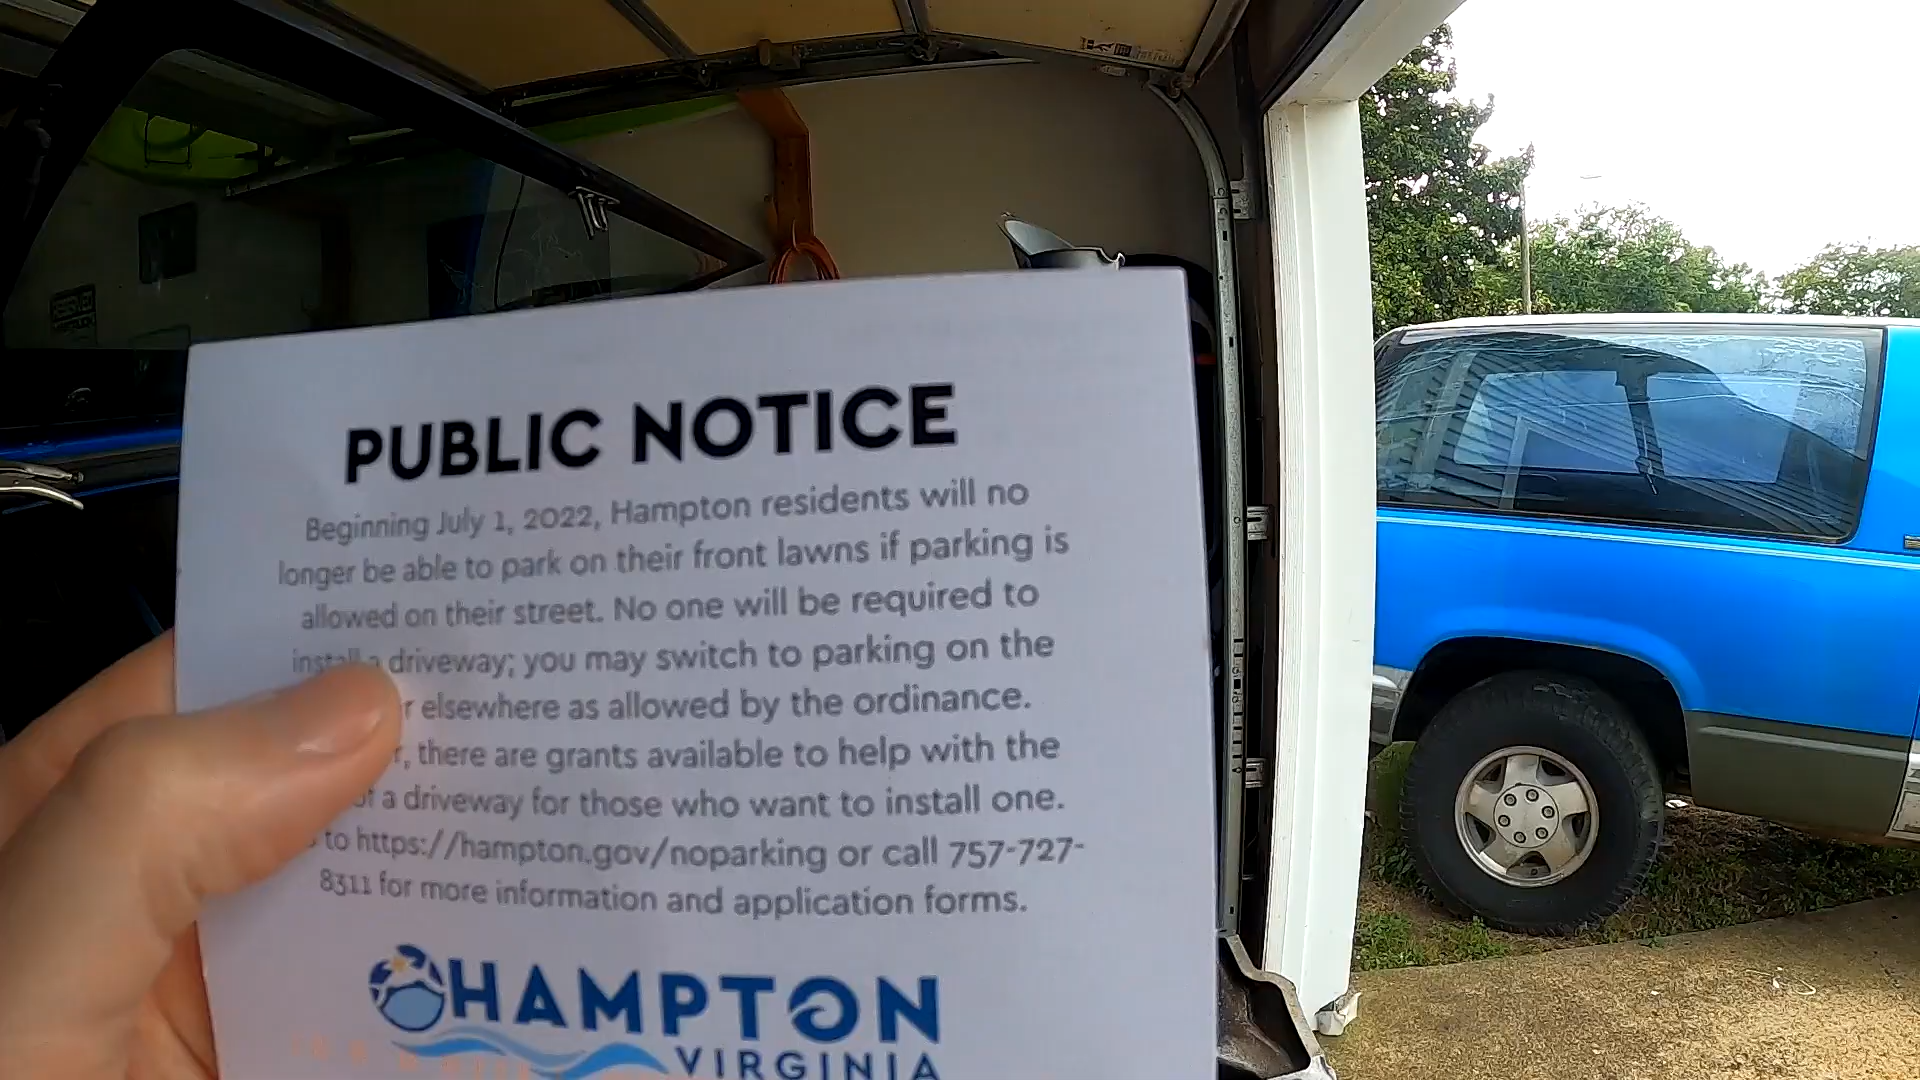 PUBLIC NOTICE
Beginning July 1, 2022, Hampton residents will no
longer be able to park on their front lawns if parking is
allowed on their street. No one will be required to
install a driveway; you may switch to parking on the
elsewhere as allowed by the ordinance.
there are grants available to help with the
a driveway for those who want to install one.
to https://hampton.gov/noparking or call 757-727-
8311 for more information and application forms.
HAMPTON
VIRGINIA